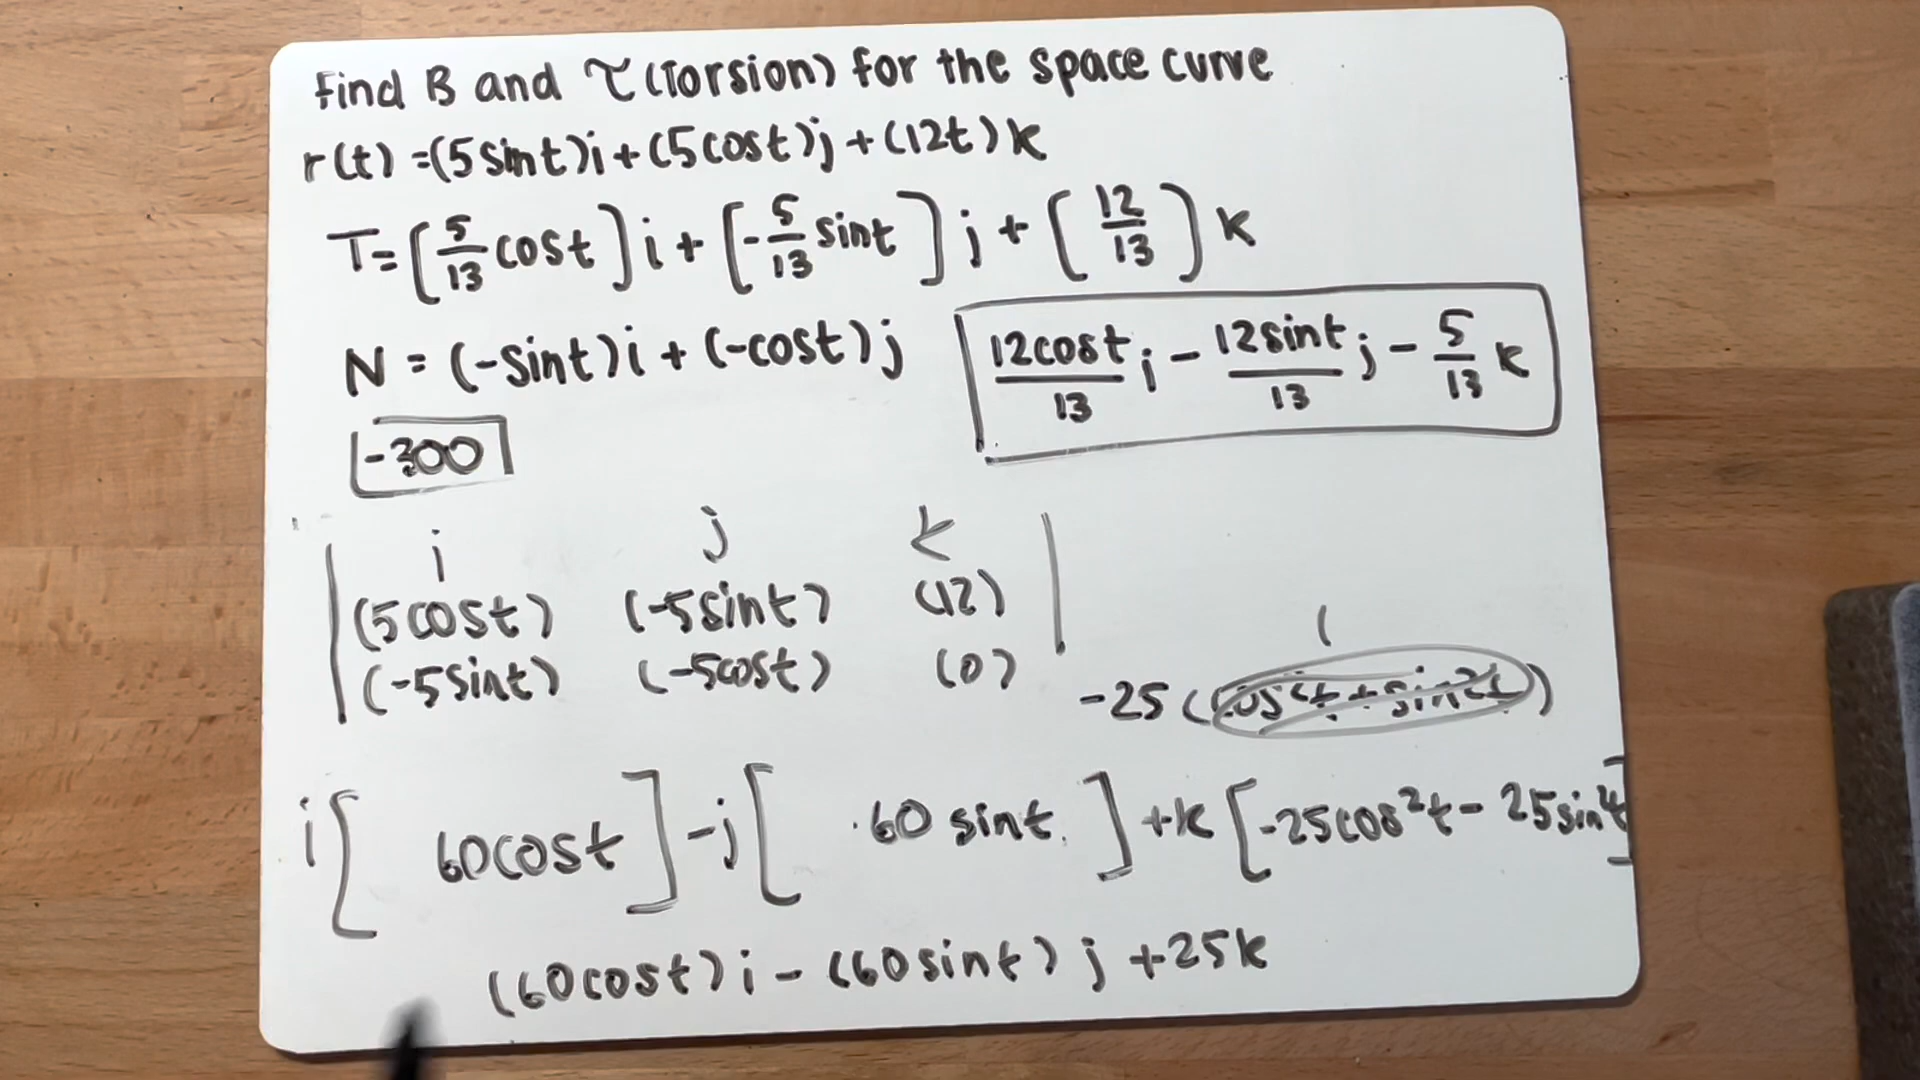 Find B and τ (Torsion) for the space curve
r(t) =(5sint)i+(5cost)j+(12t)k
T=[5/13 cost]i+[-5/13 sint]j+[12/13]k
N = (-sint)i+(-cost)j
12cost/13 i - 12sint/13 j - 5/13 k
-300
i j k
(5cost) (-5sint) (12)
(-5sint) (-5cost) (0)
1
-25(cos²t+sin²t)
i[60cost]-j[60sint]+k[-25cos²t-25sin²t]
(60cost)i-(60sint)j+25k